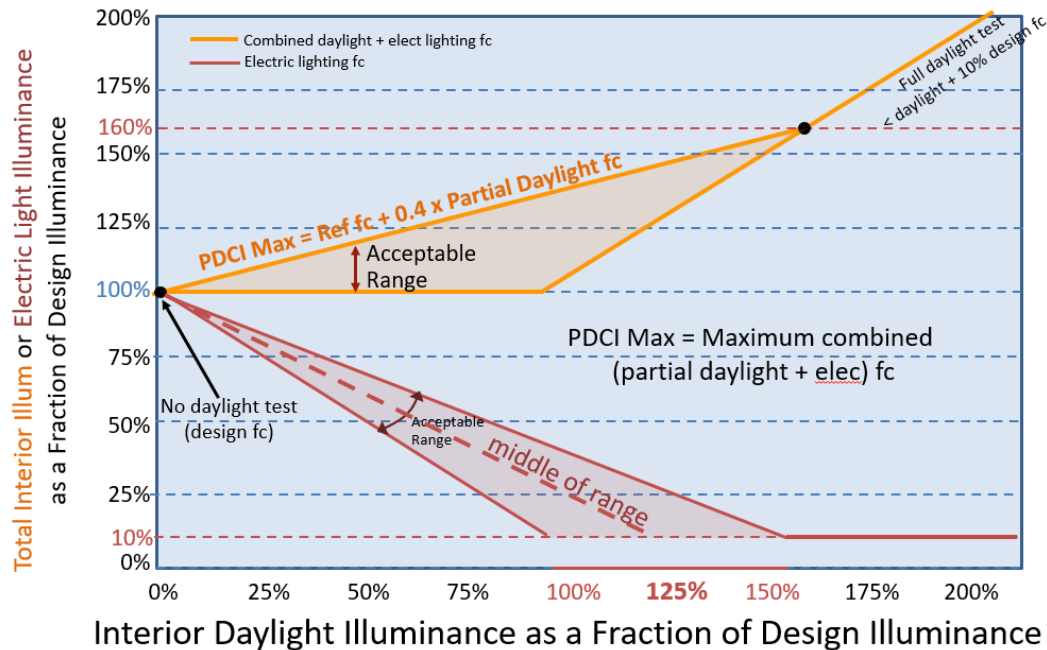 Total Interior Illum or Electric Light Illuminance
as a Fraction of Design Illuminance
200%
175%
160%
150%
125%
100%
75%
50%
25%
10%
0%
Combined daylight + elect lighting fc
Electric lighting fc
Full daylight test
< daylight + 10% design fc
PDCI Max = Ref fc + 0.4 x Partial Daylight fc
Acceptable
Range
PDCI Max = Maximum combined
(partial daylight + elec) fc
No daylight test
(design fc)
Acceptable
Range
middle of range
0%
25%
50%
75%
100%
125%
150%
175%
200%
Interior Daylight Illuminance as a Fraction of Design Illuminance